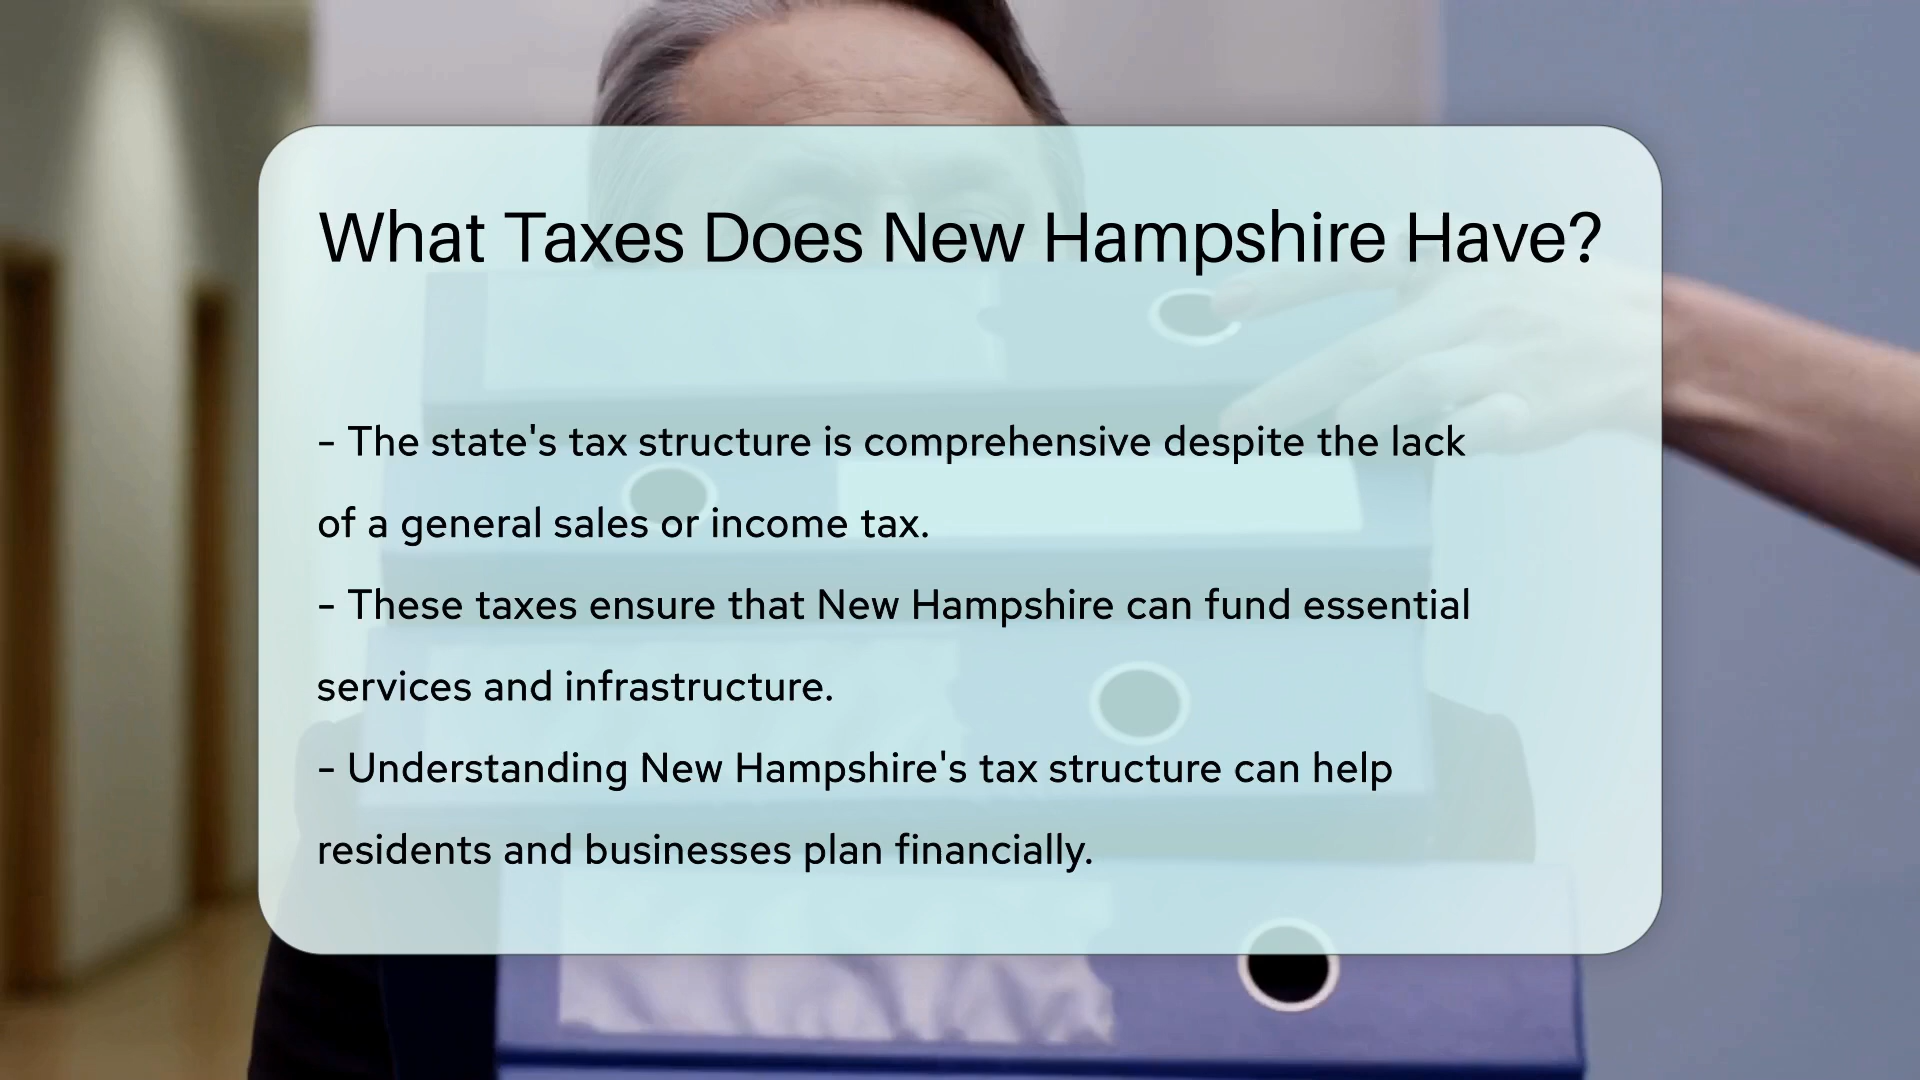 What Taxes Does New Hampshire Have?
- The state's tax structure is comprehensive despite the lack
of a general sales or income tax.
- These taxes ensure that New Hampshire can fund essential
services and infrastructure.
- Understanding New Hampshire's tax structure can help
residents and businesses plan financially.